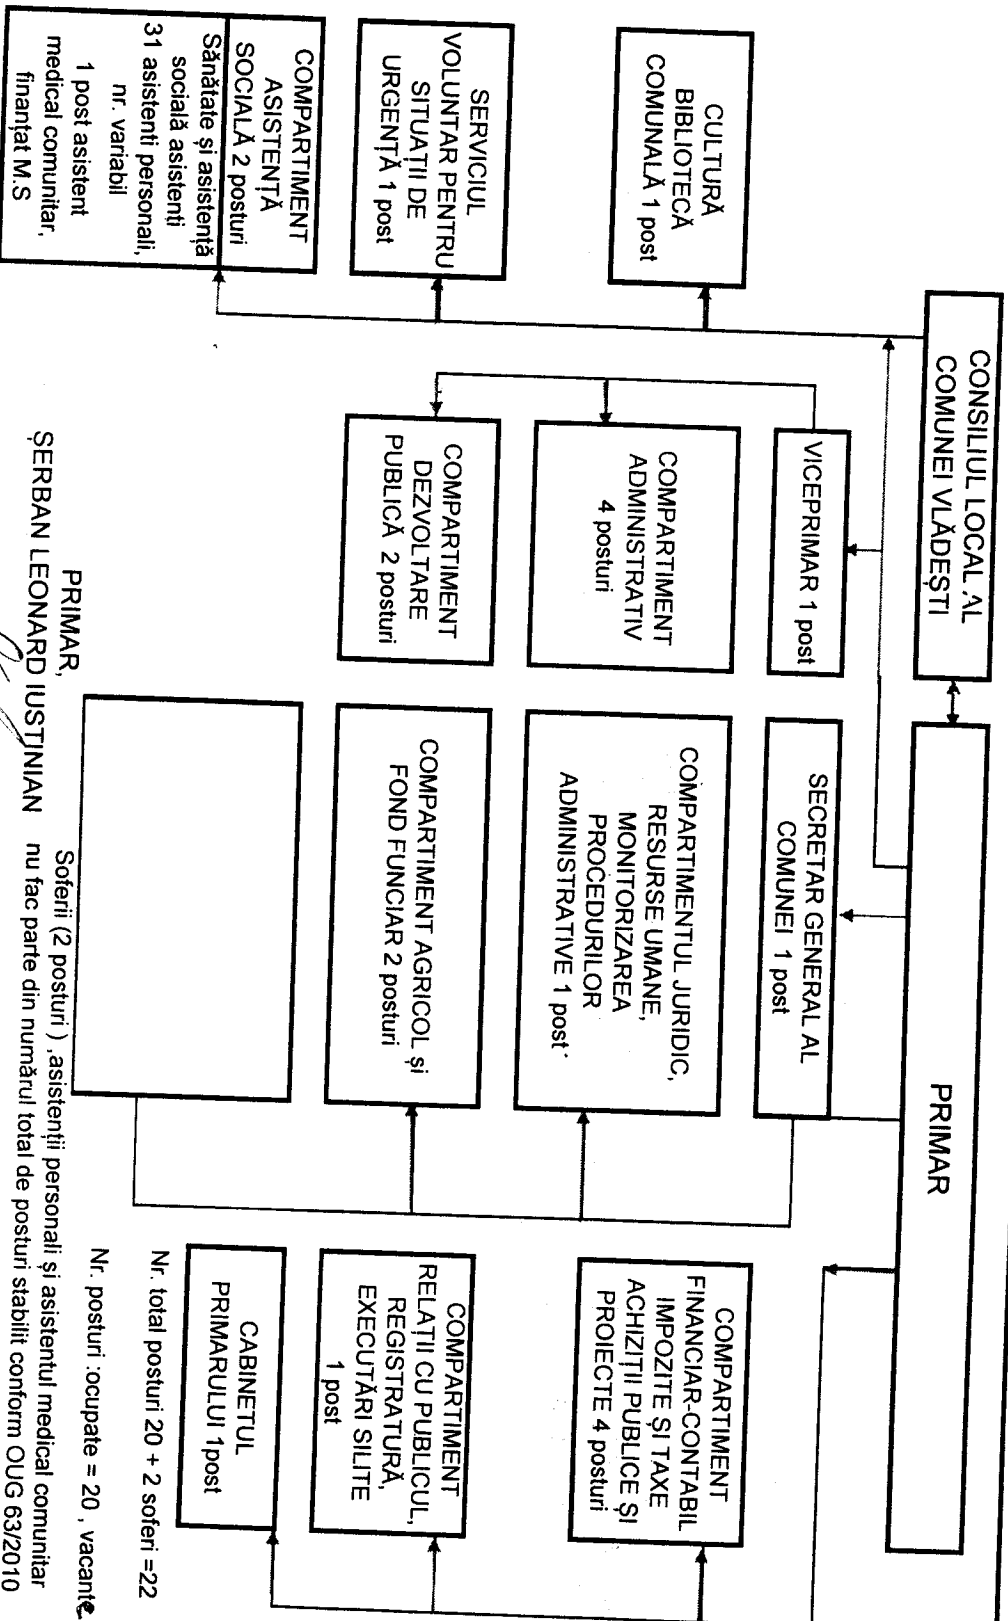 CONSILIUL LOCAL AL
COMUNEI VLĂDEȘTI
PRIMAR
VICEPRIMAR 1 post
SECRETAR GENERAL AL
COMUNEI 1 post
CULTURĂ
BIBLIOTECĂ
COMUNALĂ 1 post
COMPARTIMENT
ADMINISTRATIV
4 posturi
COMPARTIMENTUL JURIDIC,
RESURSE UMANE,
MONITORIZAREA
PROCEDURILOR
ADMINISTRATIVE 1 post
COMPARTIMENT
FINANCIAR-CONTABIL
IMPOZITE ȘI TAXE
ACHIZIȚII PUBLICE ȘI
PROIECTE 4 posturi
SERVICIUL
VOLUNTAR PENTRU
SITUAȚII DE
URGENȚĂ 1 post
COMPARTIMENT
DEZVOLTARE
PUBLICĂ 2 posturi
COMPARTIMENT AGRICOL și
FOND FUNCIAR 2 posturi
COMPARTIMENT
RELAȚII CU PUBLICUL,
REGISTRATURĂ,
EXECUTĂRI SILITE
1 post
COMPARTIMENT
ASISTENȚĂ
SOCIALĂ 2 posturi
Sănătate și asistență
socială asistenti
31 asistenti personali,
nr. variabil
1 post asistent
medical comunitar,
finanțat M.S
CABINETUL
PRIMARULUI 1post
Nr. total posturi 20 + 2 soferi =22
Nr. posturi :ocupate = 20 , vacante
PRIMAR,
ȘERBAN LEONARD IUSTINIAN
Soferii (2 posturi ) ,asistenții personali și asistentul medical comunitar
nu fac parte din numărul total de posturi stabilit conform OUG 63/2010